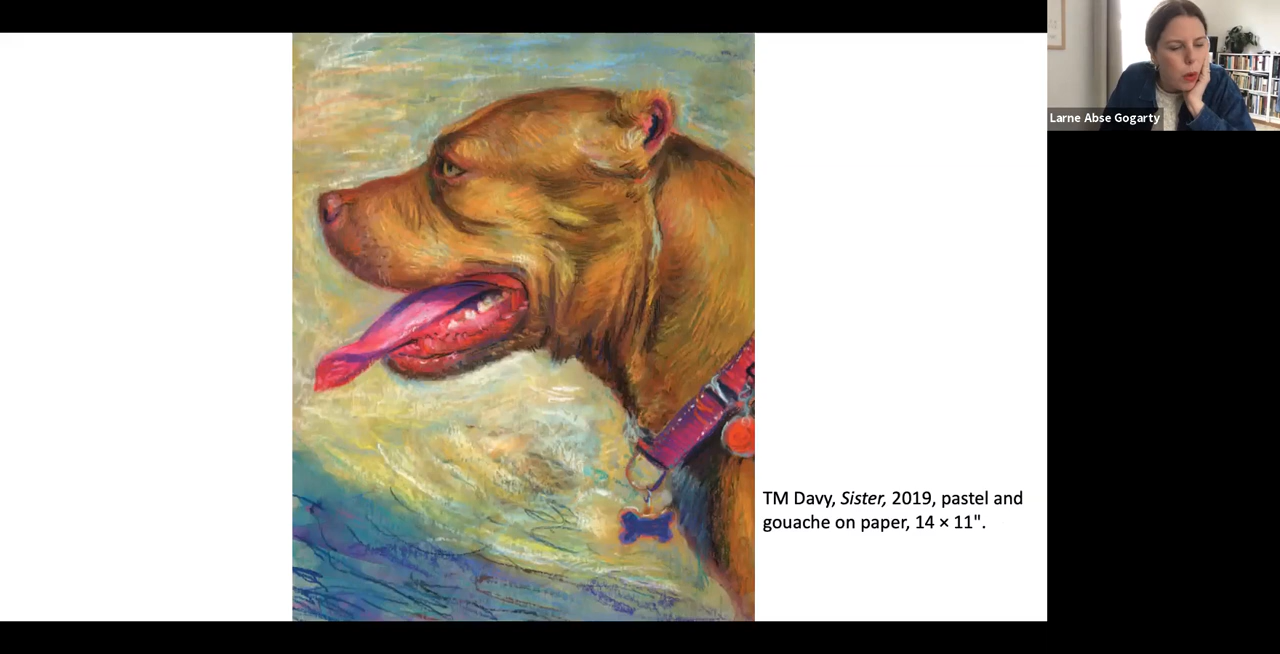 Larne Abse Gogarty
TM Davy, Sister, 2019, pastel and
gouache on paper, 14 × 11".